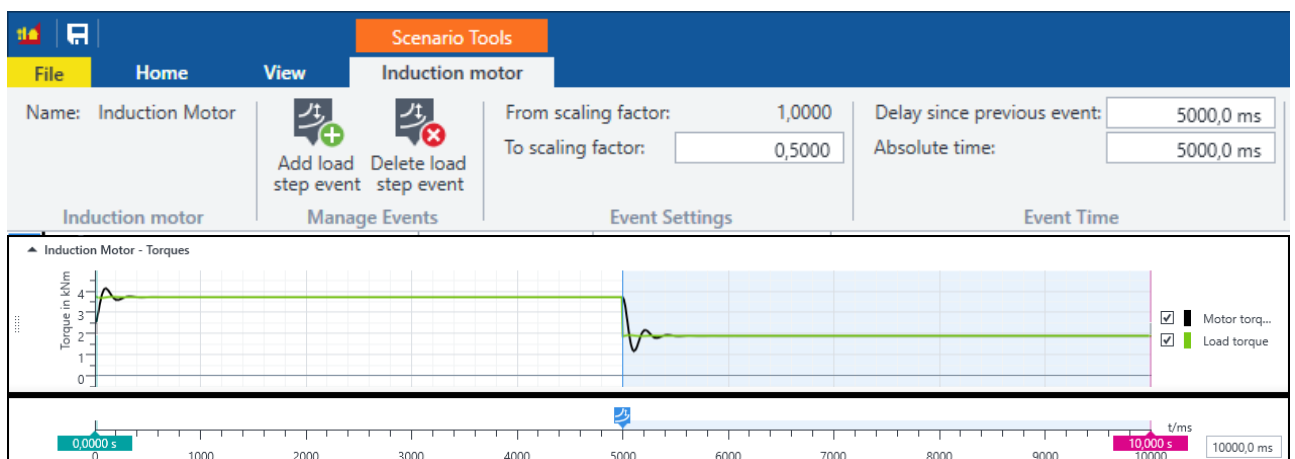 Scenario Tools
File Home View Induction motor
Name: Induction Motor
Add load
step event
Delete load
step event
From scaling factor: 1,0000
To scaling factor: 0,5000
Delay since previous event: 5000,0 ms
Absolute time: 5000,0 ms
Induction motor Manage Events Event Settings Event Time
Induction Motor - Torques
Torque in kNm
4
3
2
1
0
Motor torq...
Load torque
t/ms
0,0000 s
10,000 s
10000,0 ms
0 1000 2000 3000 4000 5000 6000 7000 8000 9000 10000